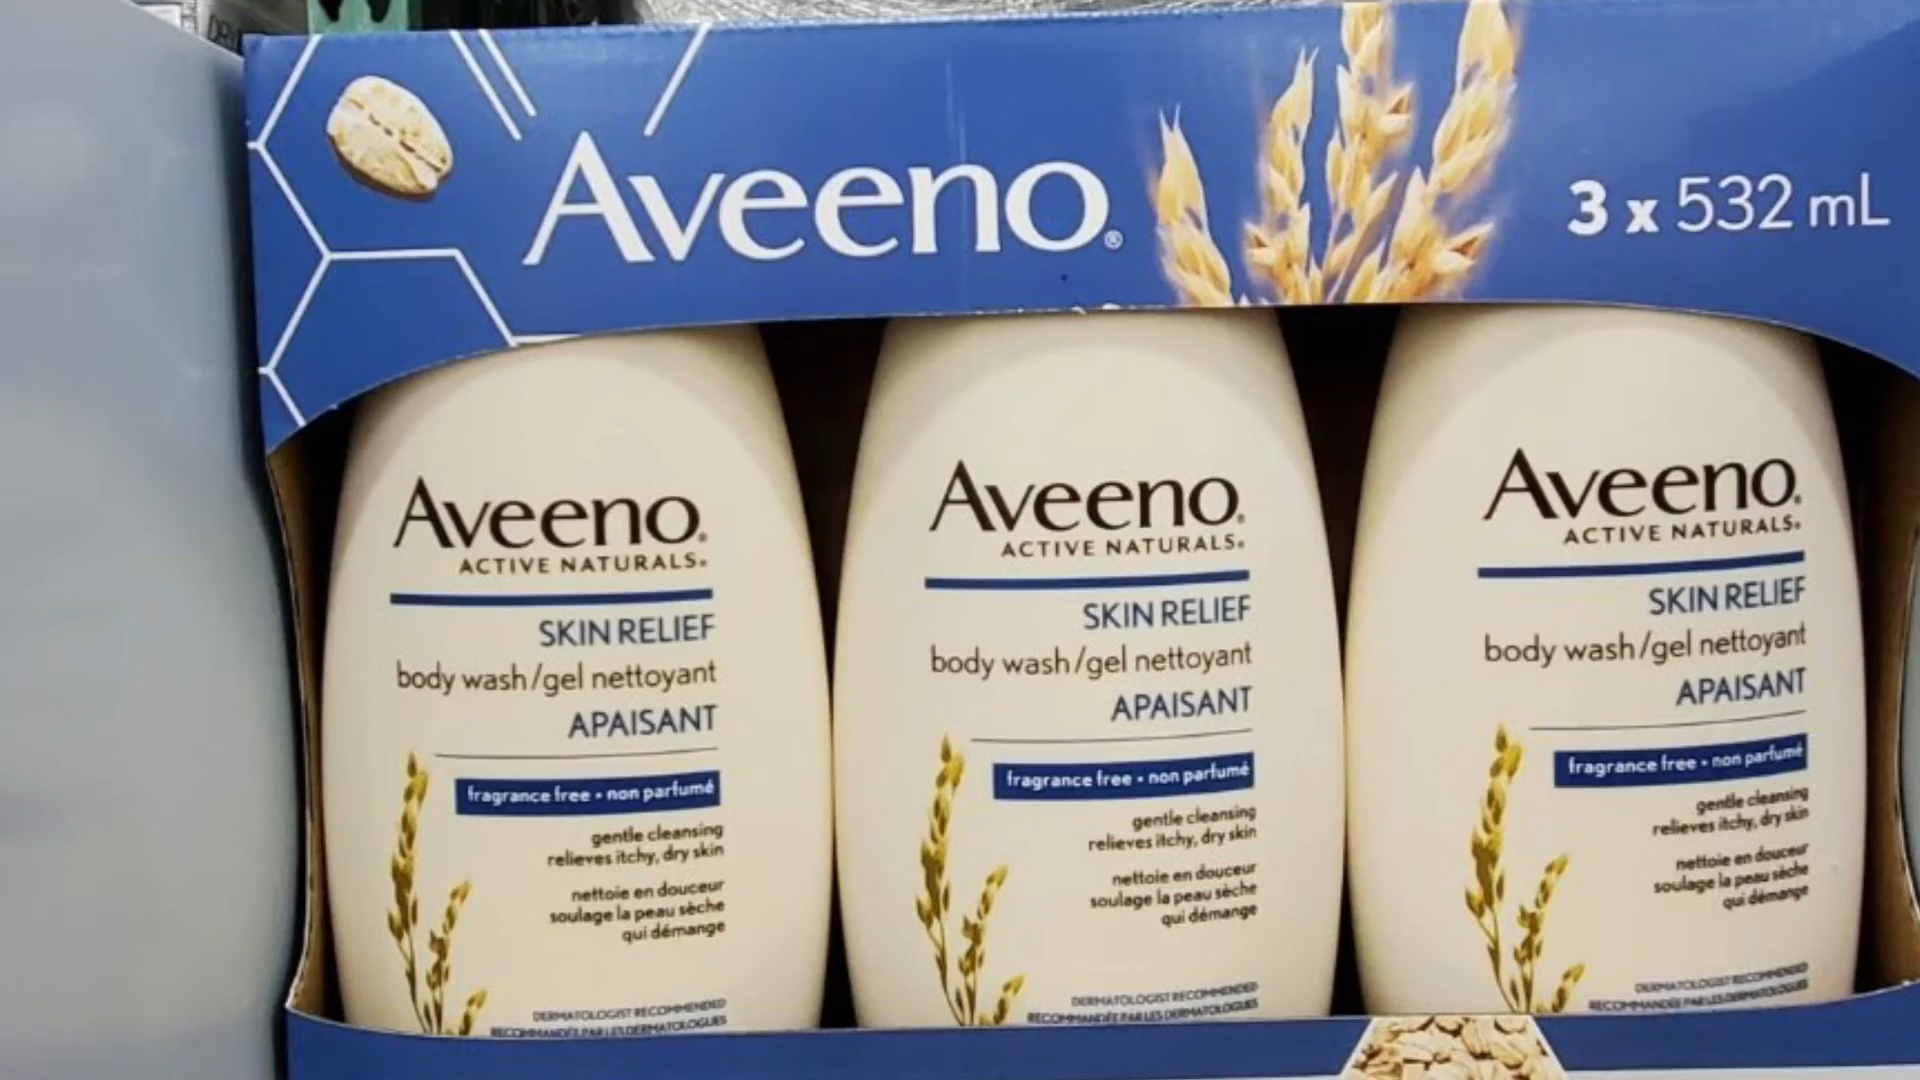 Aveeno®
3 x 532 mL
Aveeno®
ACTIVE NATURALS®
SKIN RELIEF
body wash/gel nettoyant
APAISANT
fragrance free • non parfumé
gentle cleansing
relieves itchy, dry skin
nettoie en douceur
soulage la peau sèche
qui démange
DERMATOLOGIST RECOMMENDED
RECOMMANDÉE PAR LES DERMATOLOGUES
Aveeno®
ACTIVE NATURALS®
SKIN RELIEF
body wash/gel nettoyant
APAISANT
fragrance free • non parfumé
gentle cleansing
relieves itchy, dry skin
nettoie en douceur
soulage la peau sèche
qui démange
DERMATOLOGIST RECOMMENDED
RECOMMANDÉE PAR LES DERMATOLOGUES
Aveeno®
ACTIVE NATURALS®
SKIN RELIEF
body wash/gel nettoyant
APAISANT
fragrance free • non parfumé
gentle cleansing
relieves itchy, dry skin
nettoie en douceur
soulage la peau sèche
qui démange
DERMATOLOGIST RECOMMENDED
RECOMMANDÉE PAR LES DERMATOLOGUES